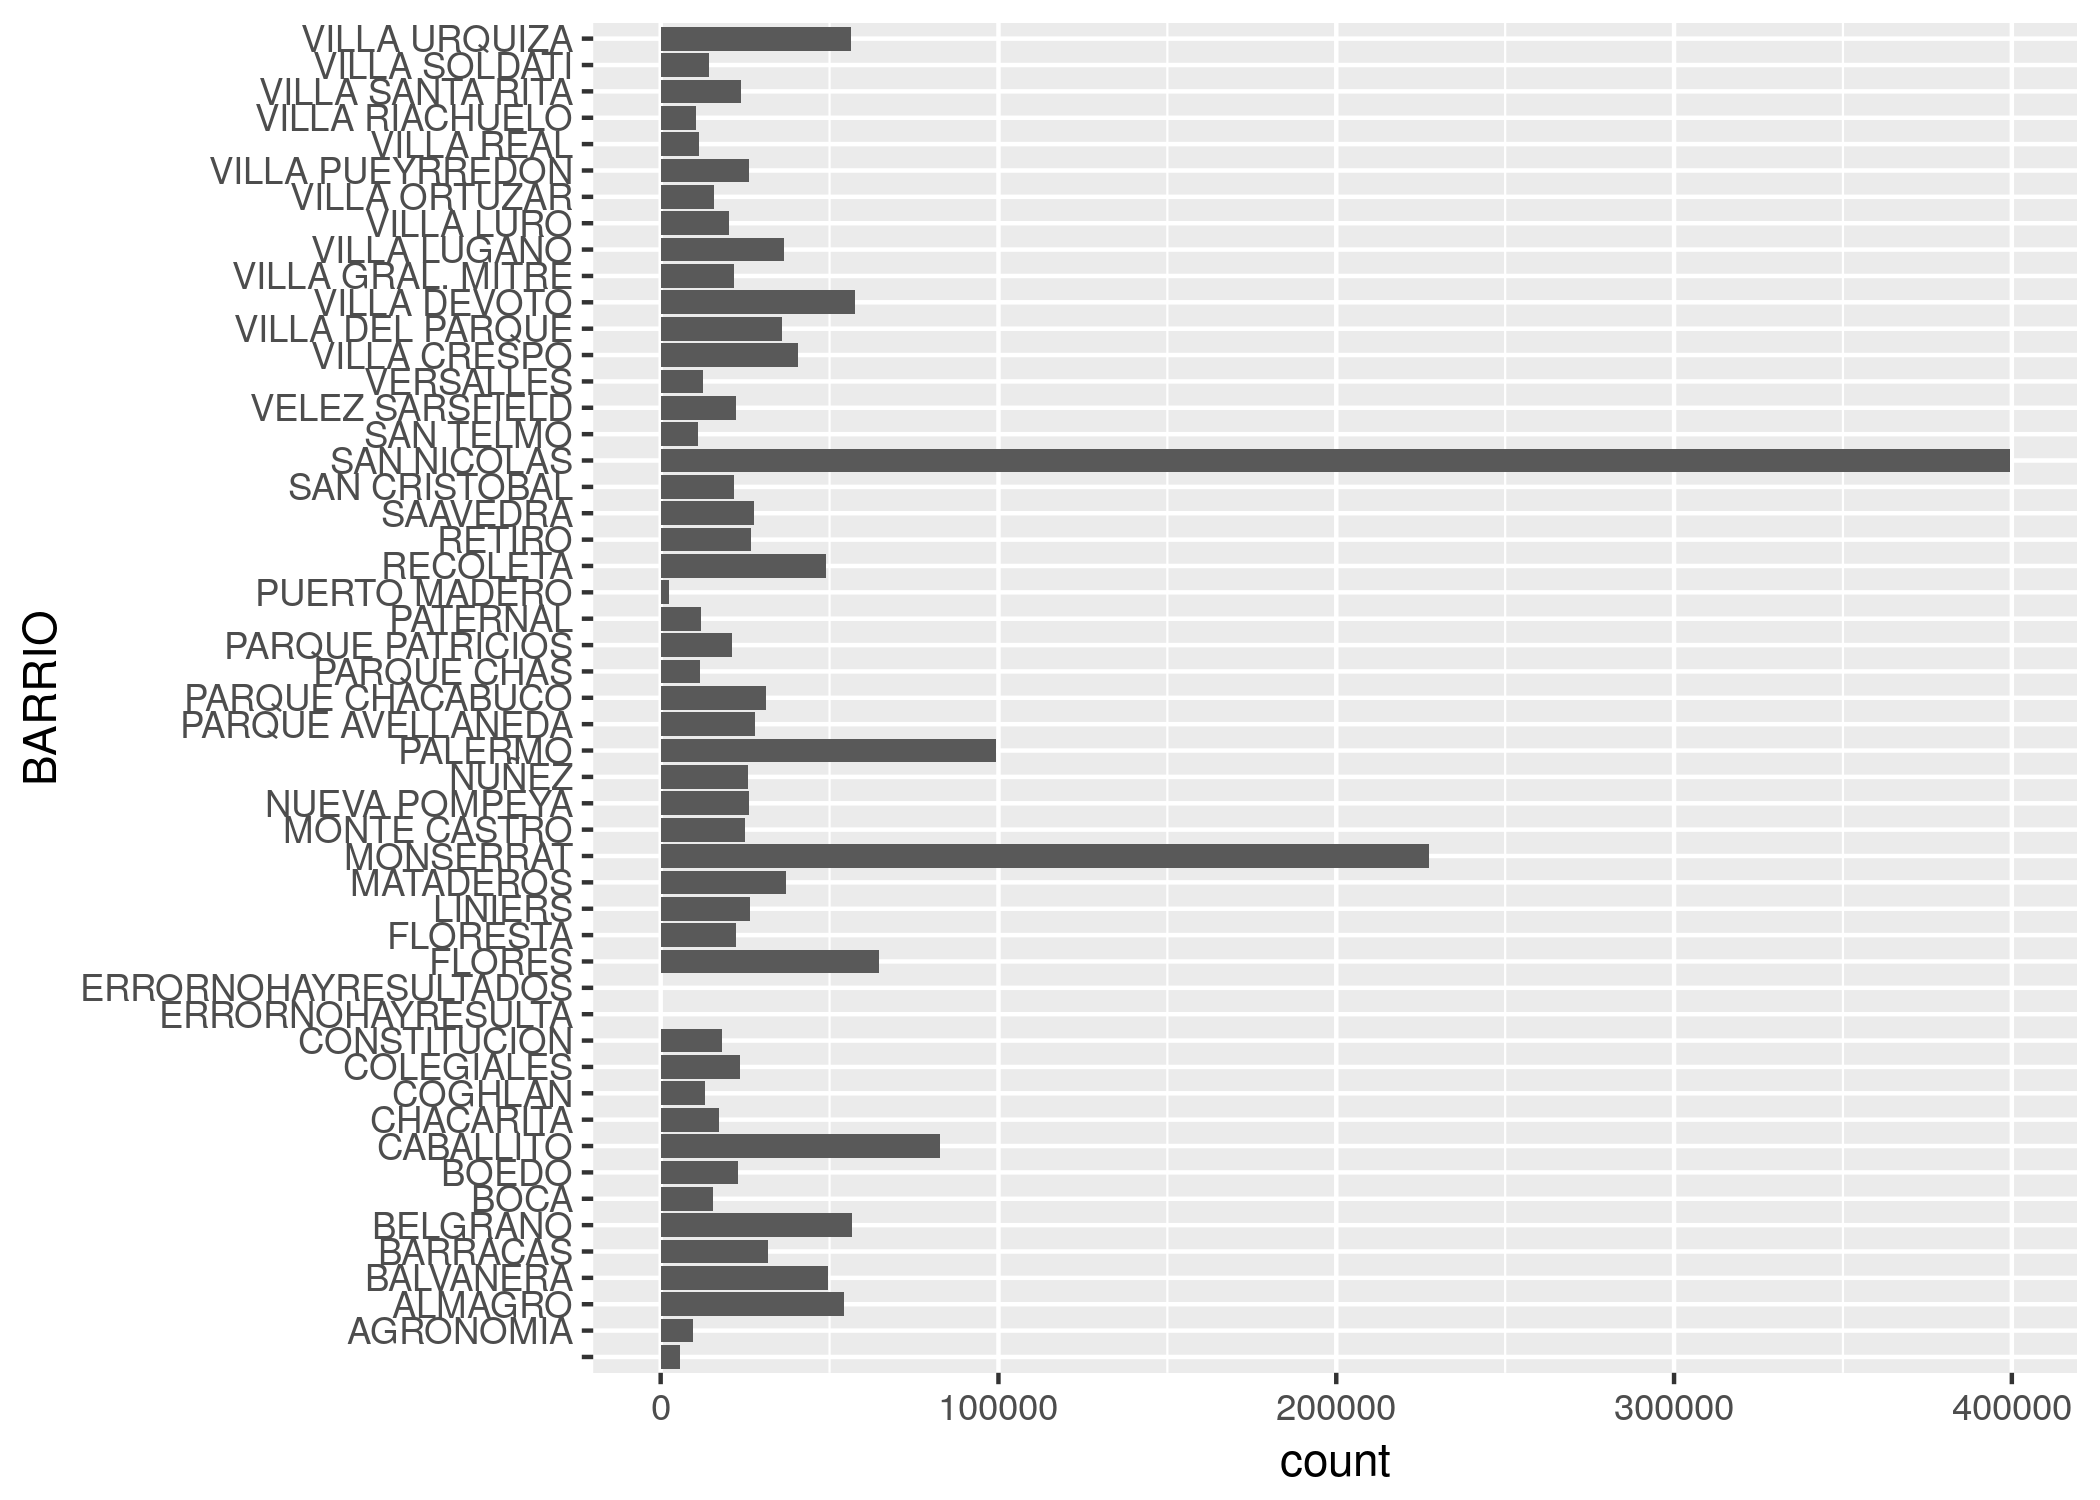 VILLA URQUIZA
VILLA SOLDATI
VILLA SANTA RITA
VILLA RIACHUELO
VILLA REAL
VILLA PUEYRREDON
VILLA ORTUZAR
VILLA LURO
VILLA LUGANO
VILLA GRAL. MITRE
VILLA DEVOTO
VILLA DEL PARQUE
VILLA CRESPO
VERSALLES
VELEZ SARSFIELD
SAN TELMO
SAN NICOLAS
SAN CRISTOBAL
SAAVEDRA
RETIRO
RECOLETA
PUERTO MADERO
PATERNAL
PARQUE PATRICIOS
PARQUE CHAS
PARQUE CHACABUCO
PARQUE AVELLANEDA
PALERMO
NUÑEZ
NUEVA POMPEYA
MONTE CASTRO
MONSERRAT
MATADEROS
LINIERS
FLORESTA
FLORES
ERRORNOHAYRESULTADOS
ERRORNOHAYRESULTA
CONSTITUCION
COLEGIALES
COGHLAN
CHACARITA
CABALLITO
BOEDO
BOCA
BELGRANO
BARRACAS
BALVANERA
ALMAGRO
AGRONOMIA
BARRIO
0 100000 200000 300000 400000
count